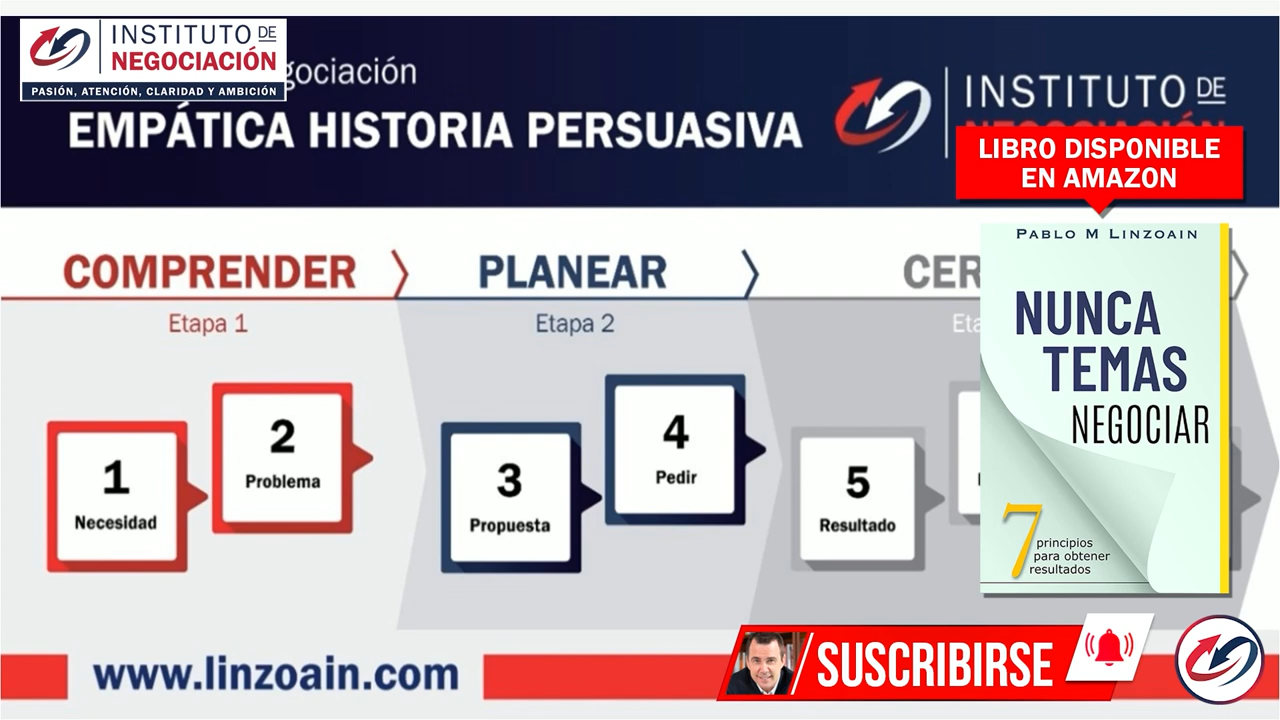 INSTITUTO DE
NEGOCIACIÓN
PASIÓN, ATENCIÓN, CLARIDAD Y AMBICIÓN
EMPÁTICA HISTORIA PERSUASIVA
INSTITUTO DE
LIBRO DISPONIBLE
EN AMAZON
PABLO M LINZOAIN
NUNCA
TEMAS
NEGOCIAR
7 principios
para obtener
resultados
COMPRENDER
Etapa 1
1
Necesidad
2
Problema
PLANEAR
Etapa 2
3
Propuesta
4
Pedir
5
Resultado
www.linzoain.com
SUSCRIBIRSE